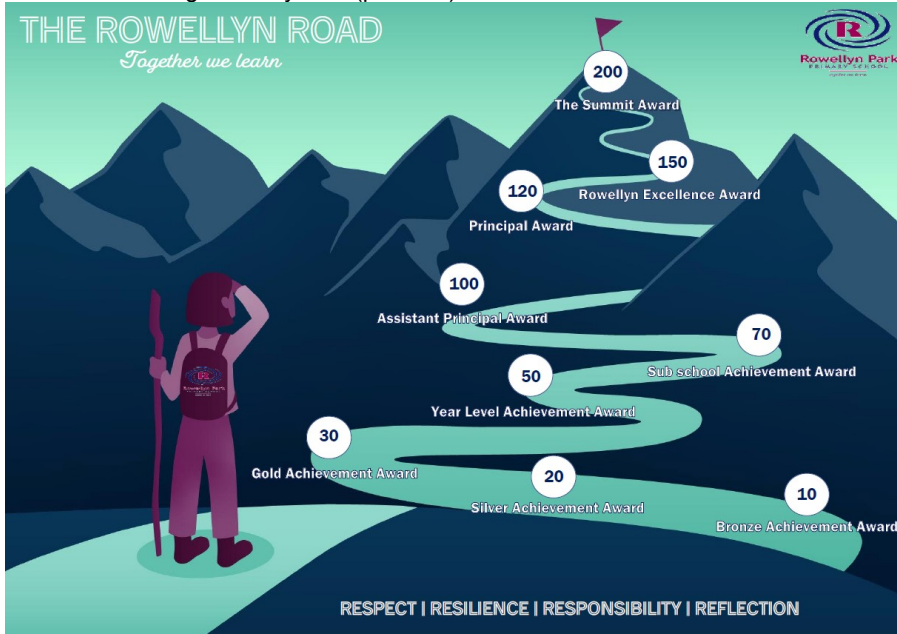 THE ROWELLYN ROAD
Together we learn
R
Rowellyn Park
PRIMARY SCHOOL
200
The Summit Award
150
Rowellyn Excellence Award
120
Principal Award
100
Assistant Principal Award
70
Sub school Achievement Award
50
Year Level Achievement Award
30
Gold Achievement Award
20
Silver Achievement Award
10
Bronze Achievement Award
R
Rowellyn Park
RESPECT | RESILIENCE | RESPONSIBILITY | REFLECTION